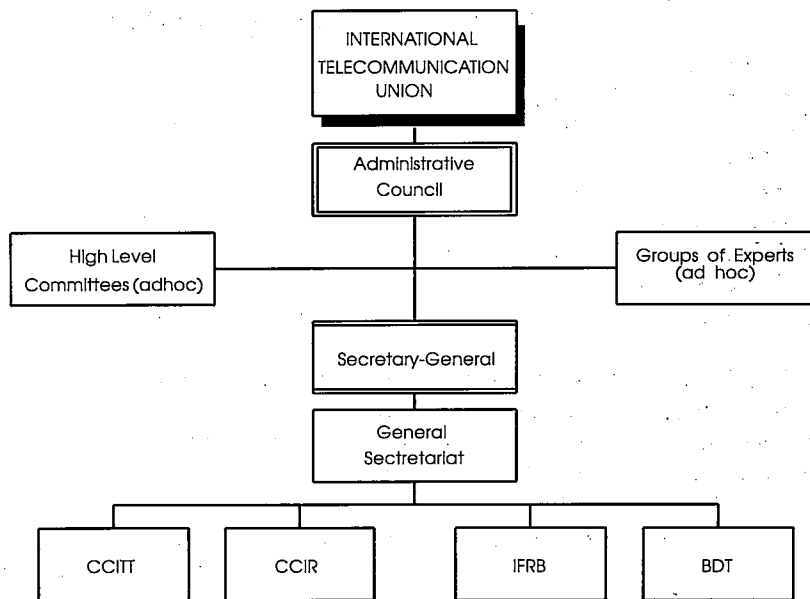 INTERNATIONAL
TELECOMMUNICATION
UNION
Administrative
Council
High Level
Committees (adhoc)
Groups of Experts
(ad hoc)
Secretary-General
General
Sectretariat
CCITT
CCIR
IFRB
BDT